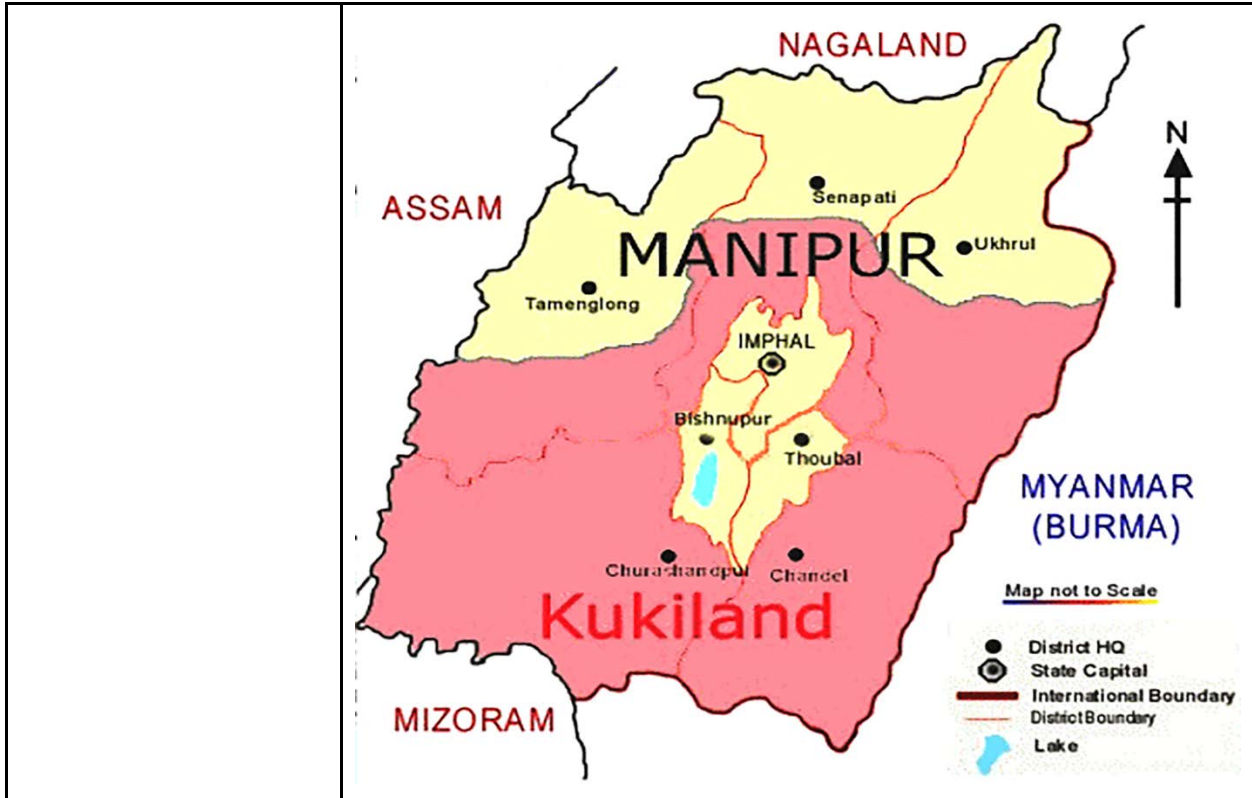 NAGALAND
N
ASSAM
Senapati
MANIPUR
Ukhrul
Tamenglong
IMPHAL
Bishnupur
Thoubal
MYANMAR
(BURMA)
Churashandpul
Chandel
Map not to Scale
Kukiland
District HQ
State Capital
International Boundary
District Boundary
Lake
MIZORAM